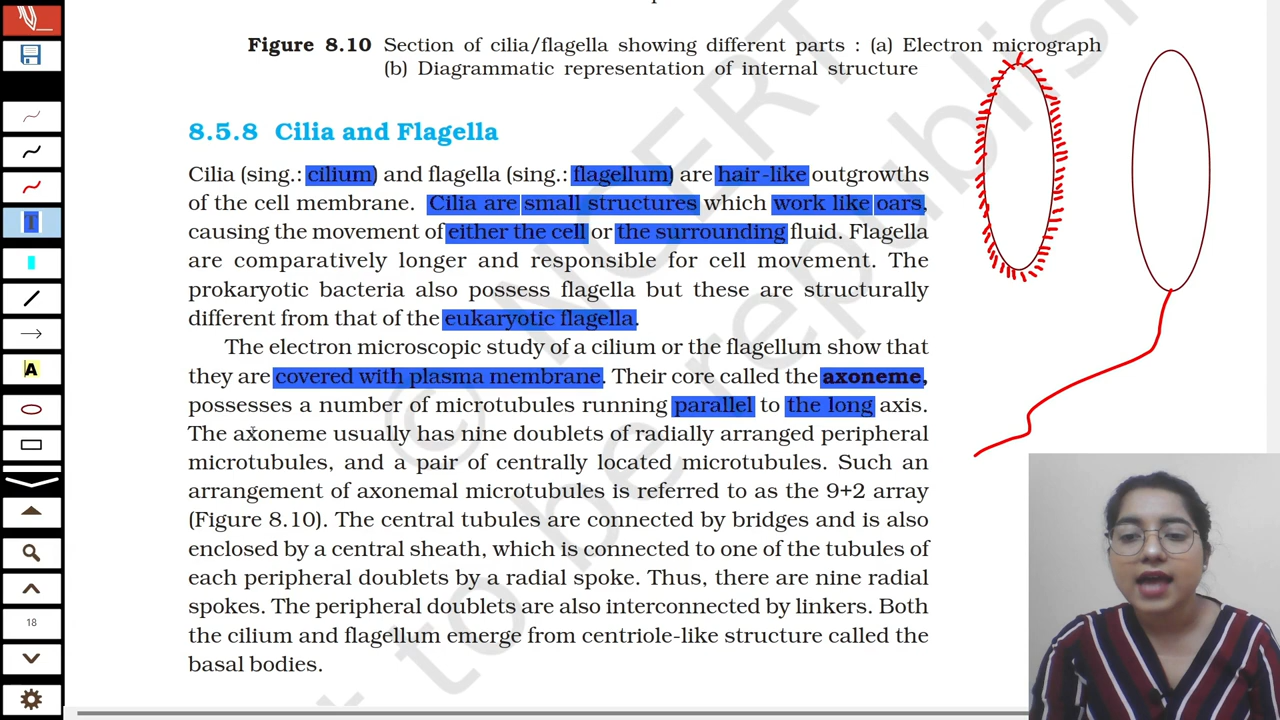 Figure 8.10 Section of cilia/flagella showing different parts : (a) Electron micrograph
(b) Diagrammatic representation of internal structure
8.5.8 Cilia and Flagella
Cilia (sing.: cilium) and flagella (sing.: flagellum) are hair-like outgrowths
of the cell membrane. Cilia are small structures which work like oars,
causing the movement of either the cell or the surrounding fluid. Flagella
are comparatively longer and responsible for cell movement. The
prokaryotic bacteria also possess flagella but these are structurally
different from that of the eukaryotic flagella.
The electron microscopic study of a cilium or the flagellum show that
they are covered with plasma membrane. Their core called the axoneme,
possesses a number of microtubules running parallel to the long axis.
The axoneme usually has nine doublets of radially arranged peripheral
microtubules, and a pair of centrally located microtubules. Such an
arrangement of axonemal microtubules is referred to as the 9+2 array
(Figure 8.10). The central tubules are connected by bridges and is also
enclosed by a central sheath, which is connected to one of the tubules of
each peripheral doublets by a radial spoke. Thus, there are nine radial
spokes. The peripheral doublets are also interconnected by linkers. Both
the cilium and flagellum emerge from centriole-like structure called the
basal bodies.
© NCERT
not to be republished
T
A
18